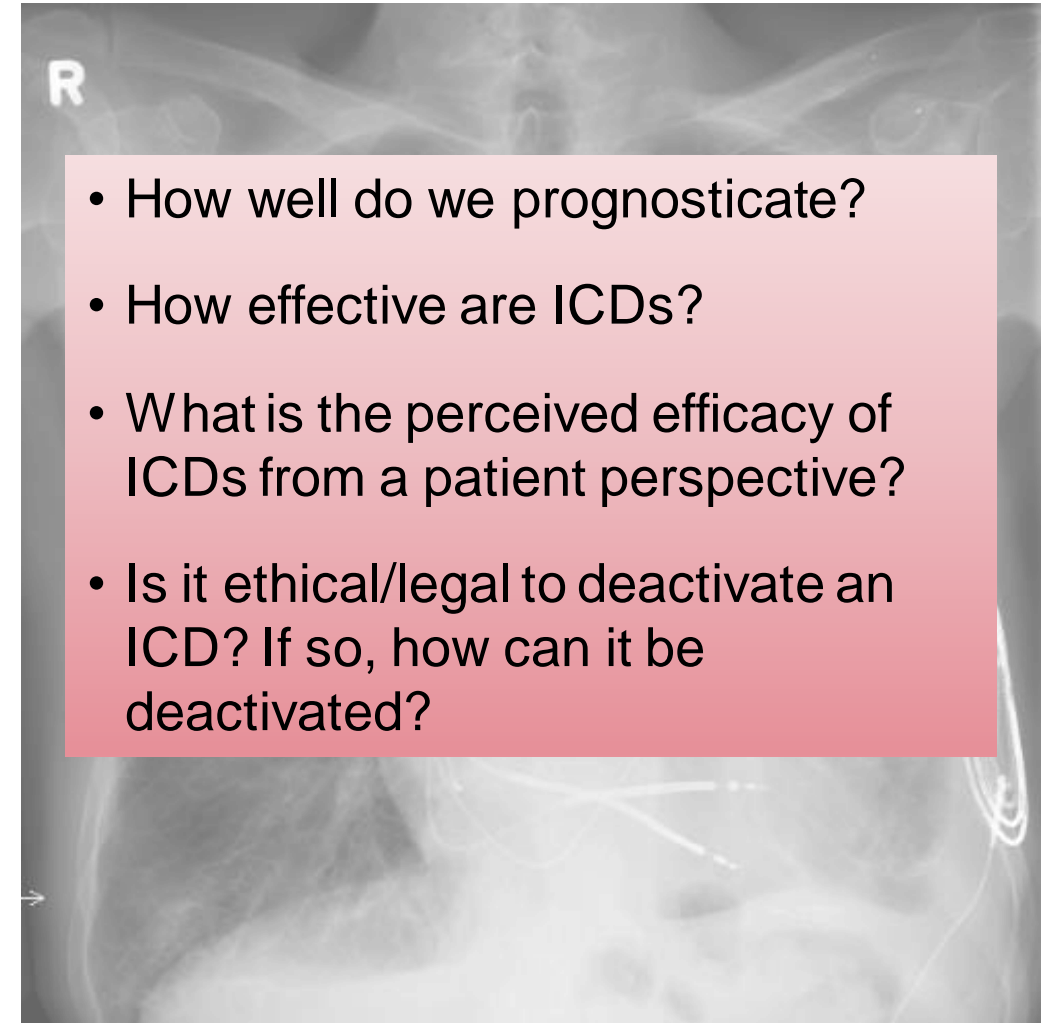 R
• How well do we prognosticate?
• How effective are ICDs?
• What is the perceived efficacy of
ICDs from a patient perspective?
• Is it ethical/legal to deactivate an
ICD? If so, how can it be
deactivated?